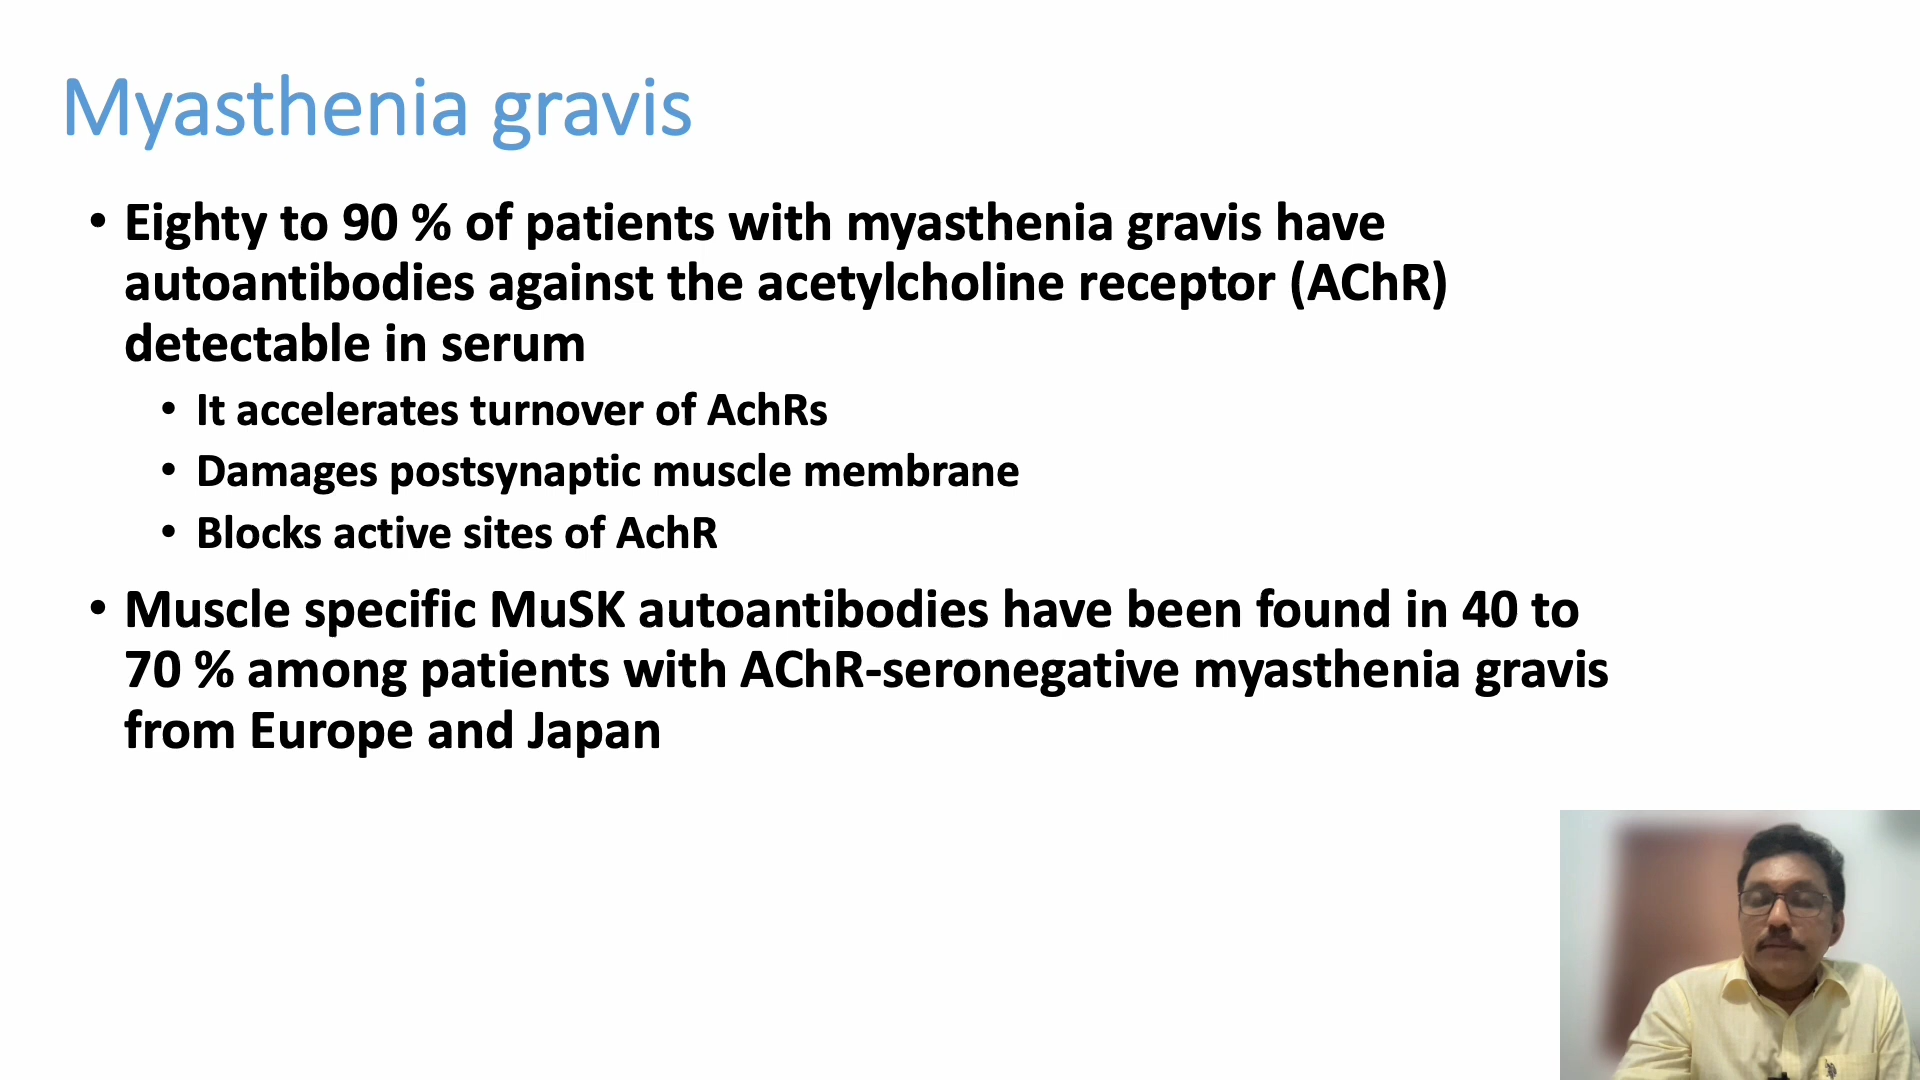 Myasthenia gravis
• Eighty to 90 % of patients with myasthenia gravis have
autoantibodies against the acetylcholine receptor (AChR)
detectable in serum
• It accelerates turnover of AchRs
• Damages postsynaptic muscle membrane
• Blocks active sites of AchR
• Muscle specific MuSK autoantibodies have been found in 40 to
70 % among patients with AChR-seronegative myasthenia gravis
from Europe and Japan